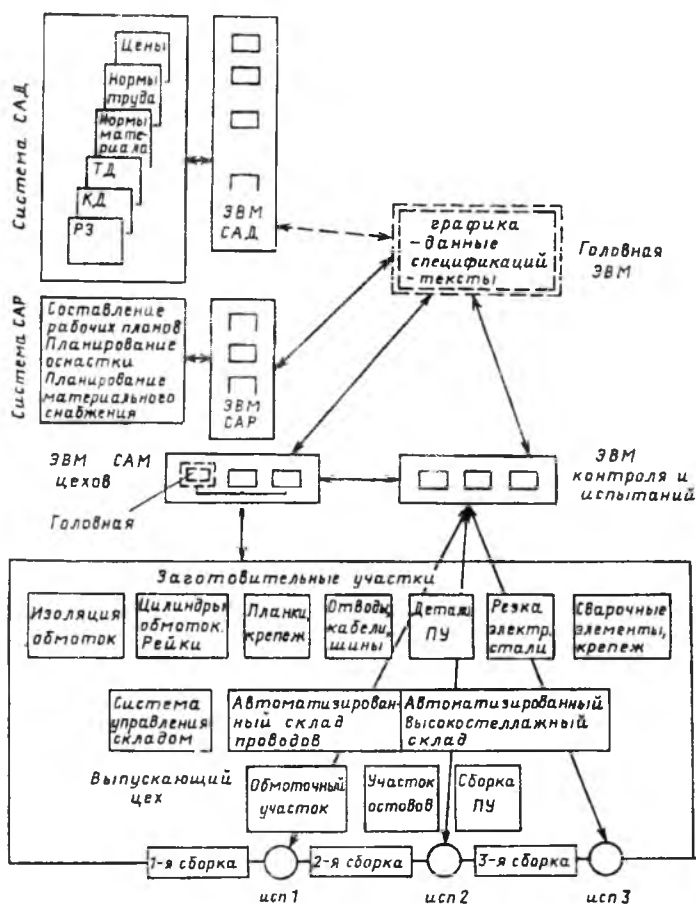 Система САД
Цены
Нормы
труда
Нормы
мате-
риала
ТД
КД
РЗ
ЭВМ
САД
графика
-данные
спецификаций
-тексты
Головная
ЭВМ
Система САР
Составление
рабочих планов
Планирование
оснастки
Планирование
материального
снабжения
ЭВМ
САР
ЭВМ САМ
цехов
Головная
ЭВМ
контроля и
испытаний
Заготовительные участки
Изоляция
обмоток
Цилиндры
обмоток.
Рейки
Планки,
крепеж
Отводы,
кабели,
шины
Детали
ПУ
Резка
электр.
стали
Сварочные
элементы,
крепеж
Система
управления
складом
Автоматизирован-
ный склад
проводов
Автоматизированный
высокостеллажный
склад
Выпускающий
цех
Обмоточный
участок
Участок
остовов
Сборка
ПУ
1-я сборка
2-я сборка
3-я сборка
исп 1
исп 2
исп 3